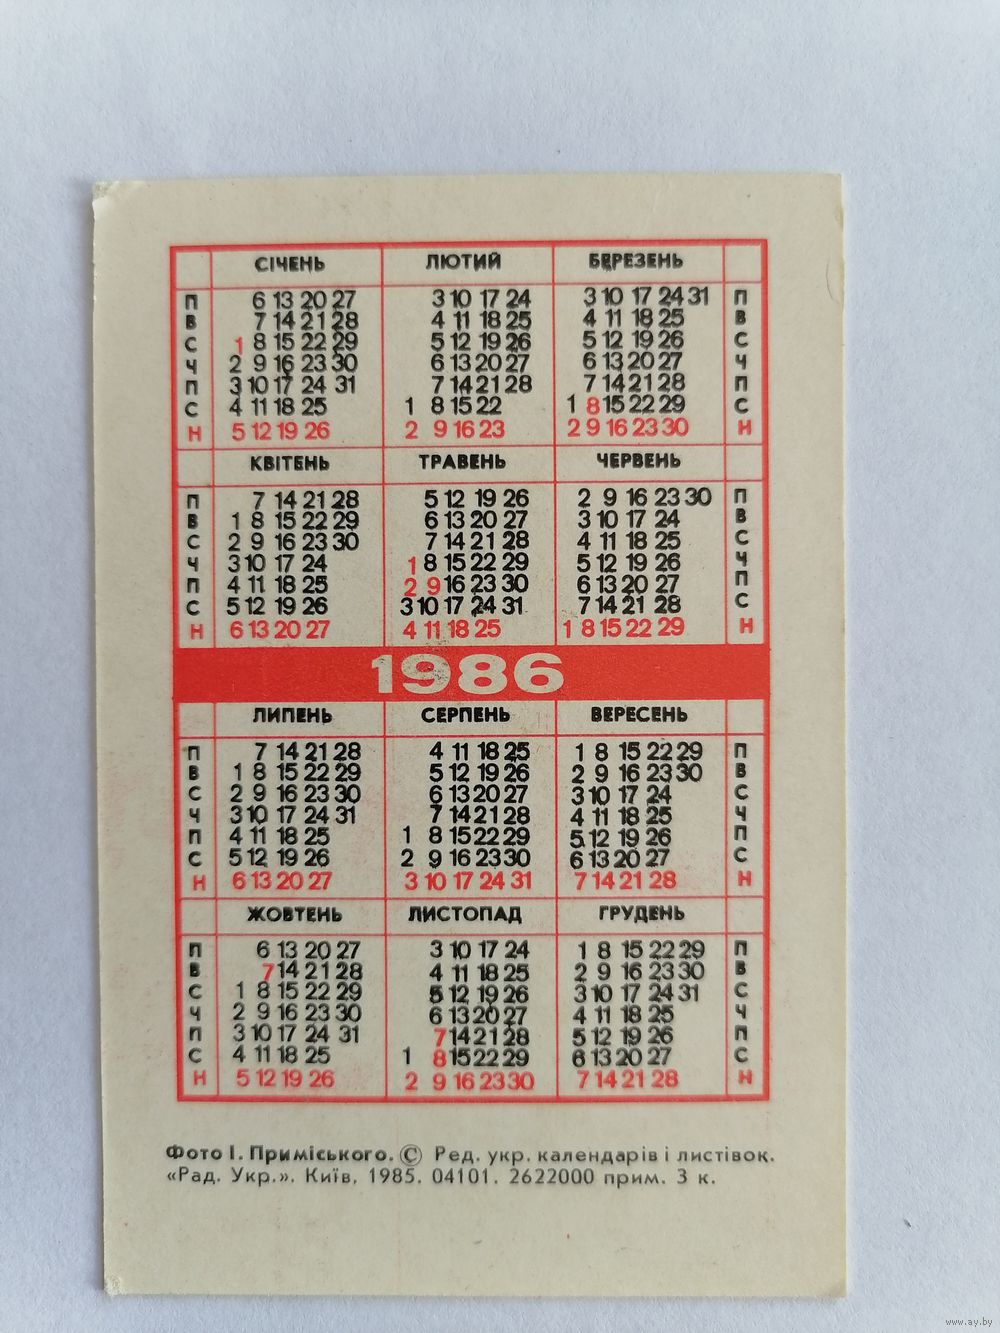 СІЧЕНЬ ЛЮТИЙ БЕРЕЗЕНЬ
П 6 13 20 27 3 10 17 24 3 10 17 24 31 П
В 7 14 21 28 4 11 18 25 4 11 18 25 В
С 1 8 15 22 29 5 12 19 26 5 12 19 26 С
Ч 2 9 16 23 30 6 13 20 27 6 13 20 27 Ч
П 3 10 17 24 31 7 14 21 28 7 14 21 28 П
С 4 11 18 25 1 8 15 22 1 8 15 22 29 С
Н 5 12 19 26 2 9 16 23 2 9 16 23 30 Н
КВІТЕНЬ ТРАВЕНЬ ЧЕРВЕНЬ
П 7 14 21 28 5 12 19 26 2 9 16 23 30 П
В 1 8 15 22 29 6 13 20 27 3 10 17 24 В
С 2 9 16 23 30 7 14 21 28 4 11 18 25 С
Ч 3 10 17 24 1 8 15 22 29 5 12 19 26 Ч
П 4 11 18 25 2 9 16 23 30 6 13 20 27 П
С 5 12 19 26 3 10 17 24 31 7 14 21 28 С
Н 6 13 20 27 4 11 18 25 1 8 15 22 29 Н
1986
ЛИПЕНЬ СЕРПЕНЬ ВЕРЕСЕНЬ
П 7 14 21 28 4 11 18 25 1 8 15 22 29 П
В 1 8 15 22 29 5 12 19 26 2 9 16 23 30 В
С 2 9 16 23 30 6 13 20 27 3 10 17 24 С
Ч 3 10 17 24 31 7 14 21 28 4 11 18 25 Ч
П 4 11 18 25 1 8 15 22 29 5 12 19 26 П
С 5 12 19 26 2 9 16 23 30 6 13 20 27 С
Н 6 13 20 27 3 10 17 24 31 7 14 21 28 Н
ЖОВТЕНЬ ЛИСТОПАД ГРУДЕНЬ
П 6 13 20 27 3 10 17 24 1 8 15 22 29 П
В 7 14 21 28 4 11 18 25 2 9 16 23 30 В
С 1 8 15 22 29 5 12 19 26 3 10 17 24 31 С
Ч 2 9 16 23 30 6 13 20 27 4 11 18 25 Ч
П 3 10 17 24 31 7 14 21 28 5 12 19 26 П
С 4 11 18 25 1 8 15 22 29 6 13 20 27 С
Н 5 12 19 26 2 9 16 23 30 7 14 21 28 Н
Фото І. Приміського. © Ред. укр. календарів і листівок.
«Рад. Укр.». Київ, 1985. 04101. 2622000 прим. 3 к.
www.ay.by